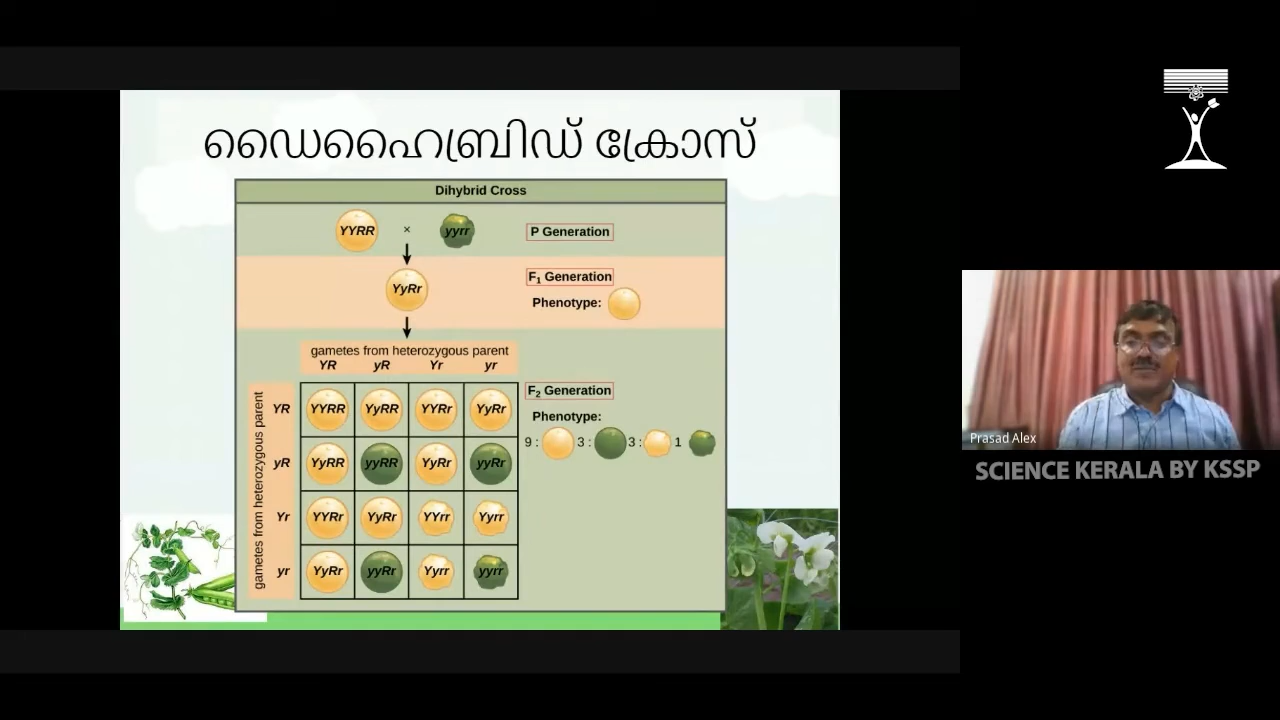 ഡൈഹൈബ്രിഡ് ക്രോസ്
Dihybrid Cross
YYRR × yyrr P Generation
YyRr F₁ Generation
Phenotype:
gametes from heterozygous parent
YR yR Yr yr
gametes from heterozygous parent
YR YYRR YyRR YYRr YyRr
yR YyRR yyRR YyRr yyRr
Yr YYRr YyRr YYrr Yyrr
yr YyRr yyRr Yyrr yyrr
F₂ Generation
Phenotype:
9 : 3 : 3 : 1
Prasad Alex
SCIENCE KERALA BY KSSP